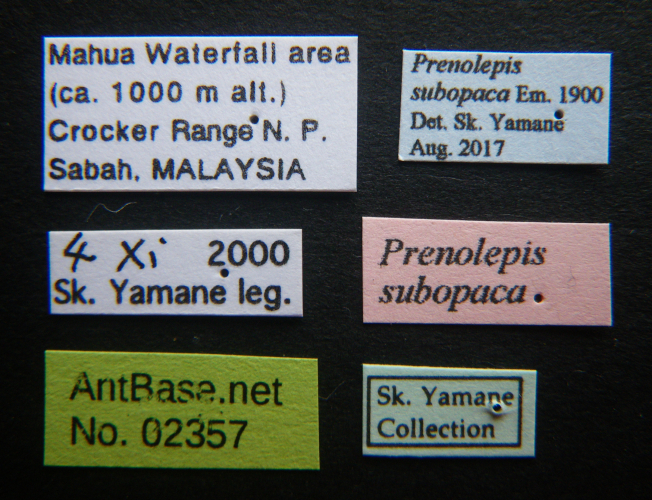 Mahua Waterfall area
(ca. 1000 m alt.)
Crocker Range N. P.
Sabah, MALAYSIA
Prenolepis
subopaca Em. 1900
Det. Sk. Yamane
Aug. 2017
4 Xi 2000
Sk. Yamane leg.
Prenolepis
subopaca
AntBase.net
No. 02357
Sk. Yamane
Collection